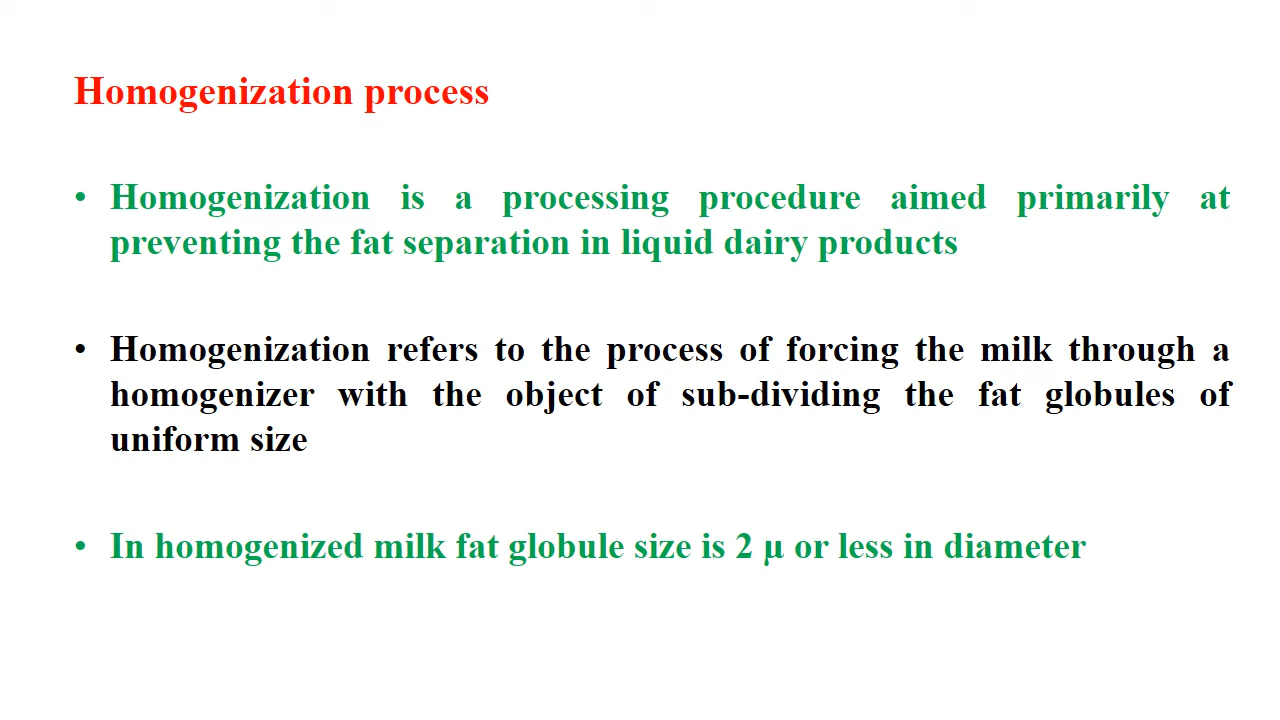 Homogenization process
• Homogenization is a processing procedure aimed primarily at
preventing the fat separation in liquid dairy products
• Homogenization refers to the process of forcing the milk through a
homogenizer with the object of sub-dividing the fat globules of
uniform size
• In homogenized milk fat globule size is 2 μ or less in diameter